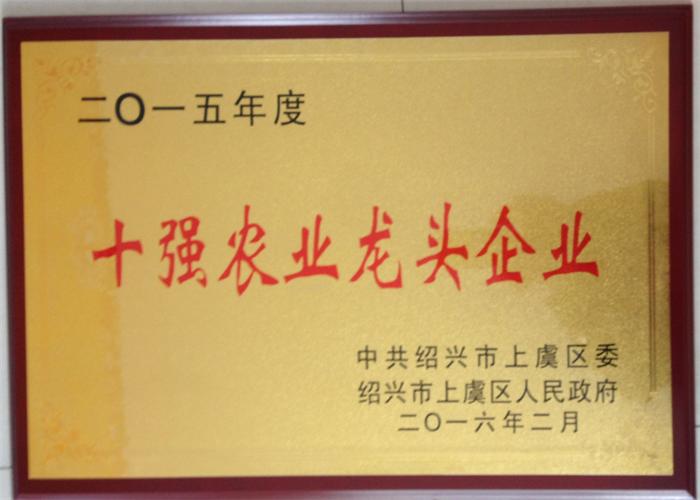 二〇一五年度
十强农业龙头企业
中共绍兴市上虞区委
绍兴市上虞区人民政府
二〇一六年二月